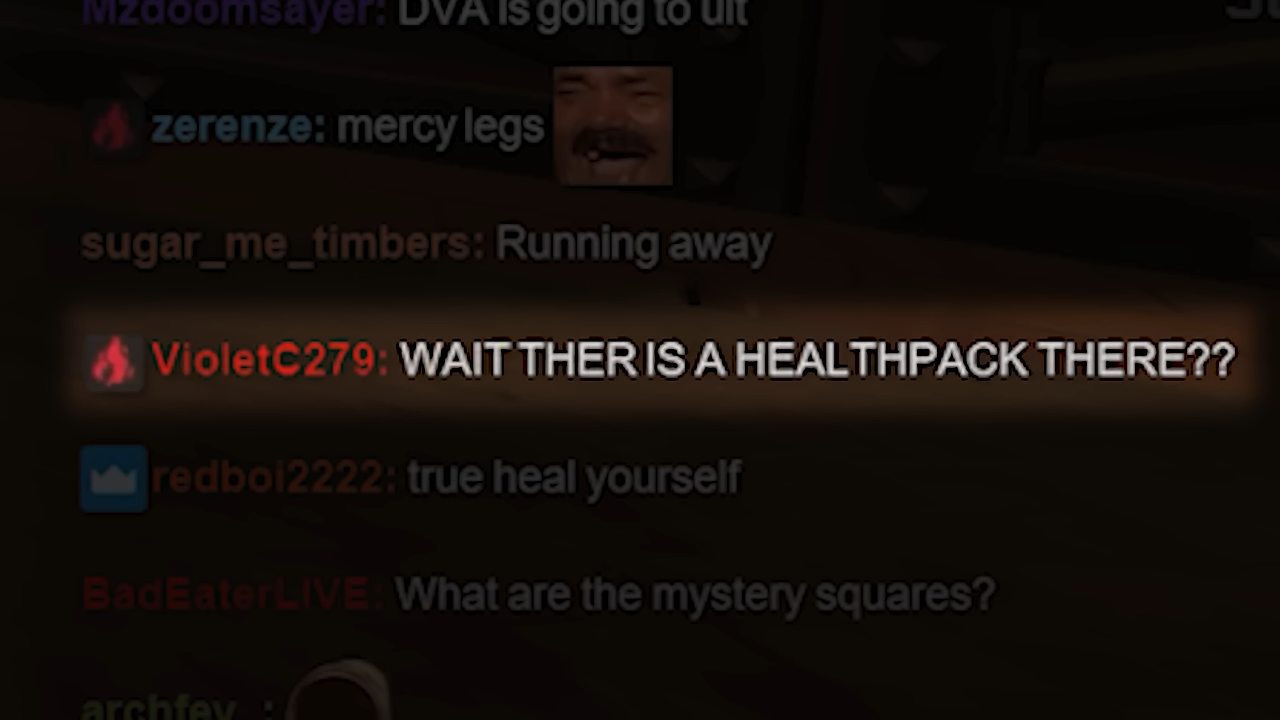 Mzdoomsayer: DVA is going to ult
zerenze: mercy legs
sugar_me_timbers: Running away
VioletC279: WAIT THER IS A HEALTHPACK THERE??
redboi2222: true heal yourself
BadEaterLIVE: What are the mystery squares?
archfey_: